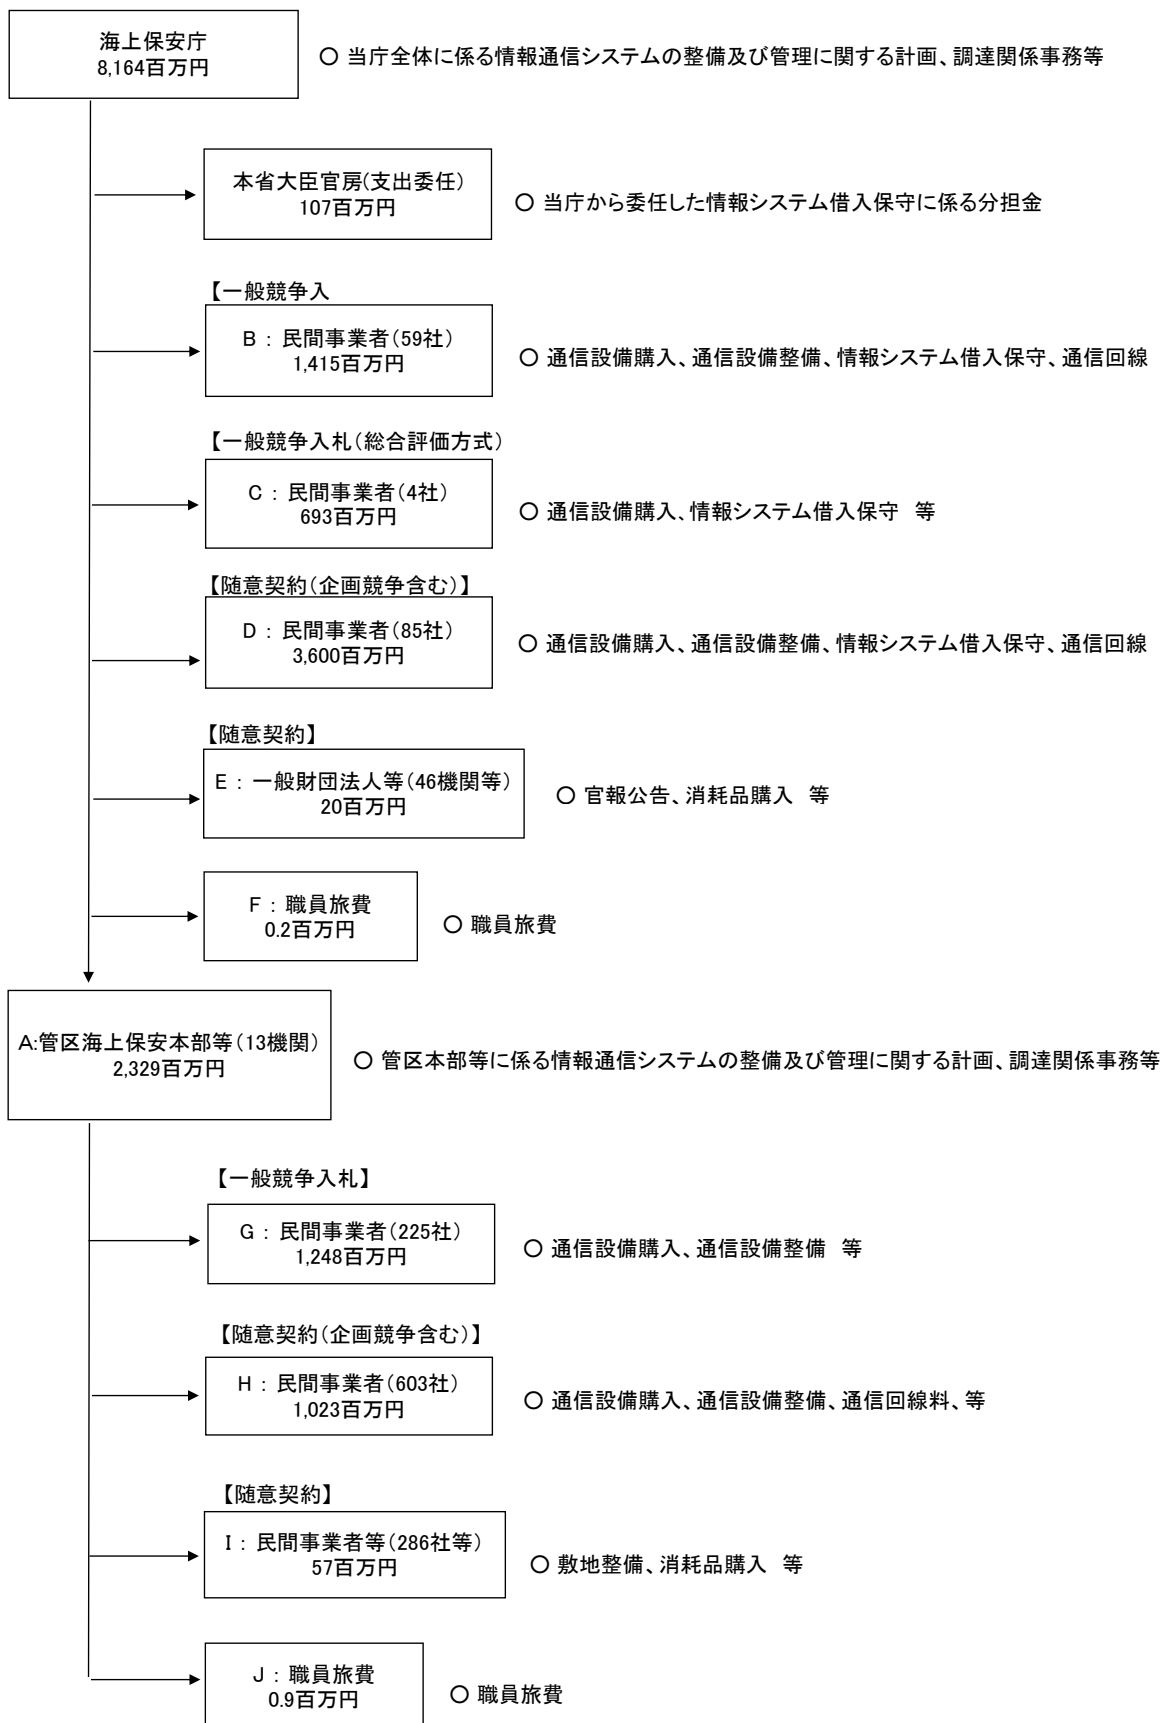 海上保安庁
8,164百万円
○ 当庁全体に係る情報通信システムの整備及び管理に関する計画、調達関係事務等
本省大臣官房(支出委任)
107百万円
○ 当庁から委任した情報システム借入保守に係る分担金
【一般競争入
B : 民間事業者(59社)
1,415百万円
○ 通信設備購入、通信設備整備、情報システム借入保守、通信回線
【一般競争入札(総合評価方式)
C : 民間事業者(4社)
693百万円
○ 通信設備購入、情報システム借入保守 等
【随意契約(企画競争含む)】
D : 民間事業者(85社)
3,600百万円
○ 通信設備購入、通信設備整備、情報システム借入保守、通信回線
【随意契約】
E : 一般財団法人等(46機関等)
20百万円
○ 官報公告、消耗品購入 等
F : 職員旅費
0.2百万円
○ 職員旅費
A:管区海上保安本部等(13機関)
2,329百万円
○ 管区本部等に係る情報通信システムの整備及び管理に関する計画、調達関係事務等
【一般競争入札】
G : 民間事業者(225社)
1,248百万円
○ 通信設備購入、通信設備整備 等
【随意契約(企画競争含む)】
H : 民間事業者(603社)
1,023百万円
○ 通信設備購入、通信設備整備、通信回線料、等
【随意契約】
I : 民間事業者等(286社等)
57百万円
○ 敷地整備、消耗品購入 等
J : 職員旅費
0.9百万円
○ 職員旅費